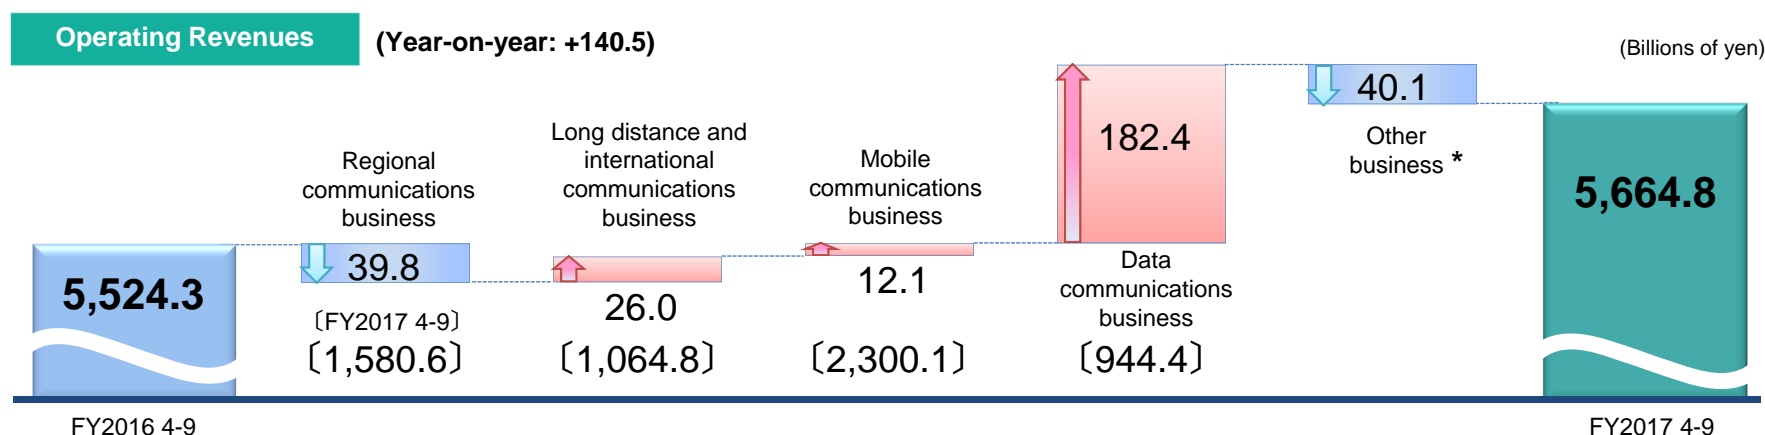 Operating Revenues
(Year-on-year: +140.5)
(Billions of yen)
5,524.3
FY2016 4-9
Regional
communications
business
39.8
〔FY2017 4-9〕
〔1,580.6〕
Long distance and
international
communications
business
26.0
〔1,064.8〕
Mobile
communications
business
12.1
〔2,300.1〕
182.4
Data
communications
business
〔944.4〕
40.1
Other
business *
5,664.8
FY2017 4-9